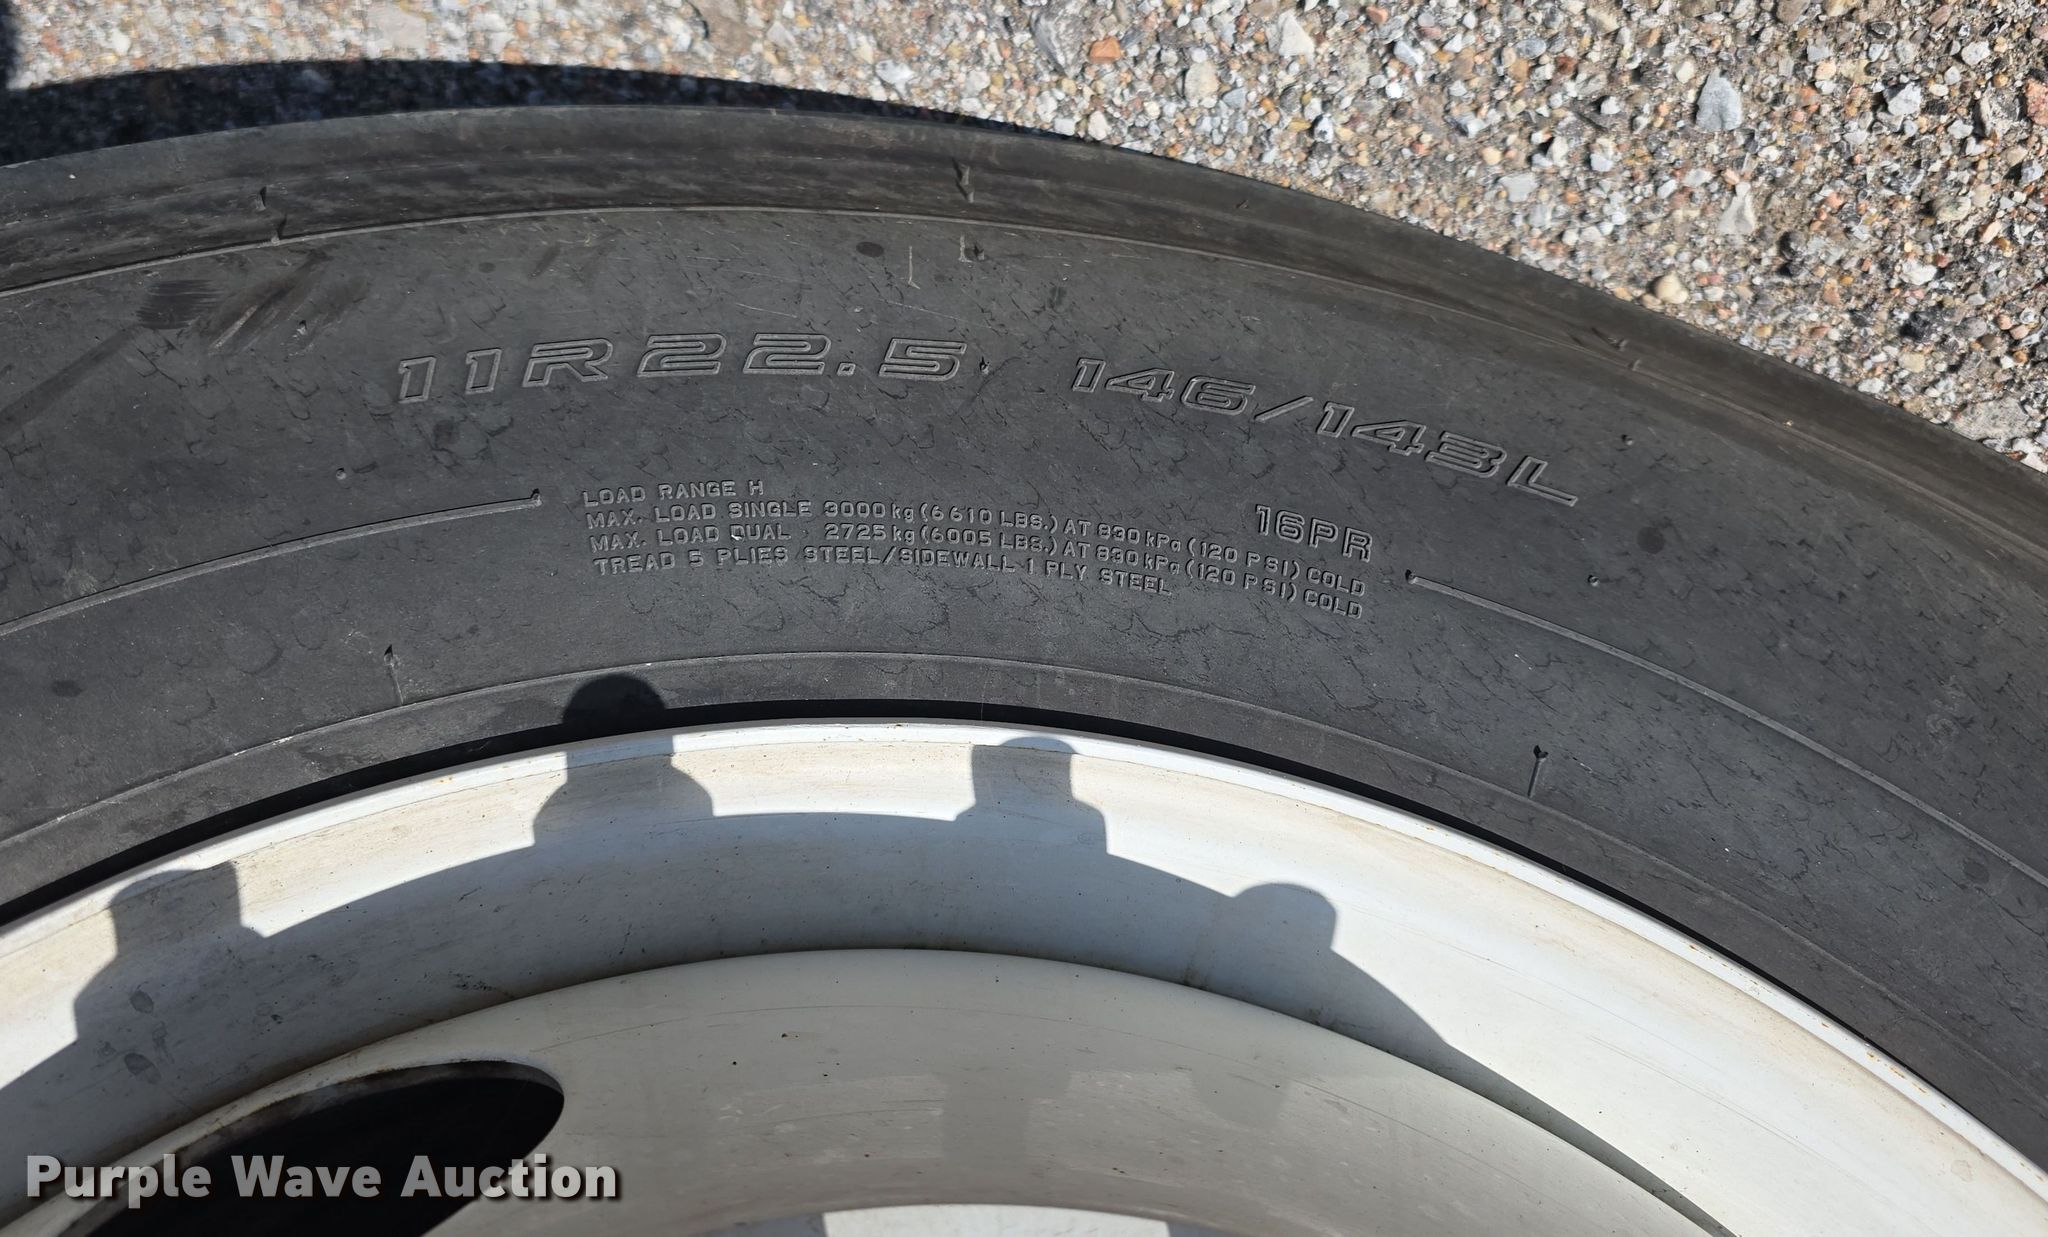 11R22.5 146/143L
LOAD RANGE H
MAX. LOAD SINGLE 3000 kg (6610 LBS.) AT 830 kPa (120 PSI) COLD
MAX. LOAD DUAL 2725 kg (6005 LBS.) AT 830 kPa (120 PSI) COLD
TREAD 5 PLIES STEEL/SIDEWALL 1 PLY STEEL
16PR
Purple Wave Auction